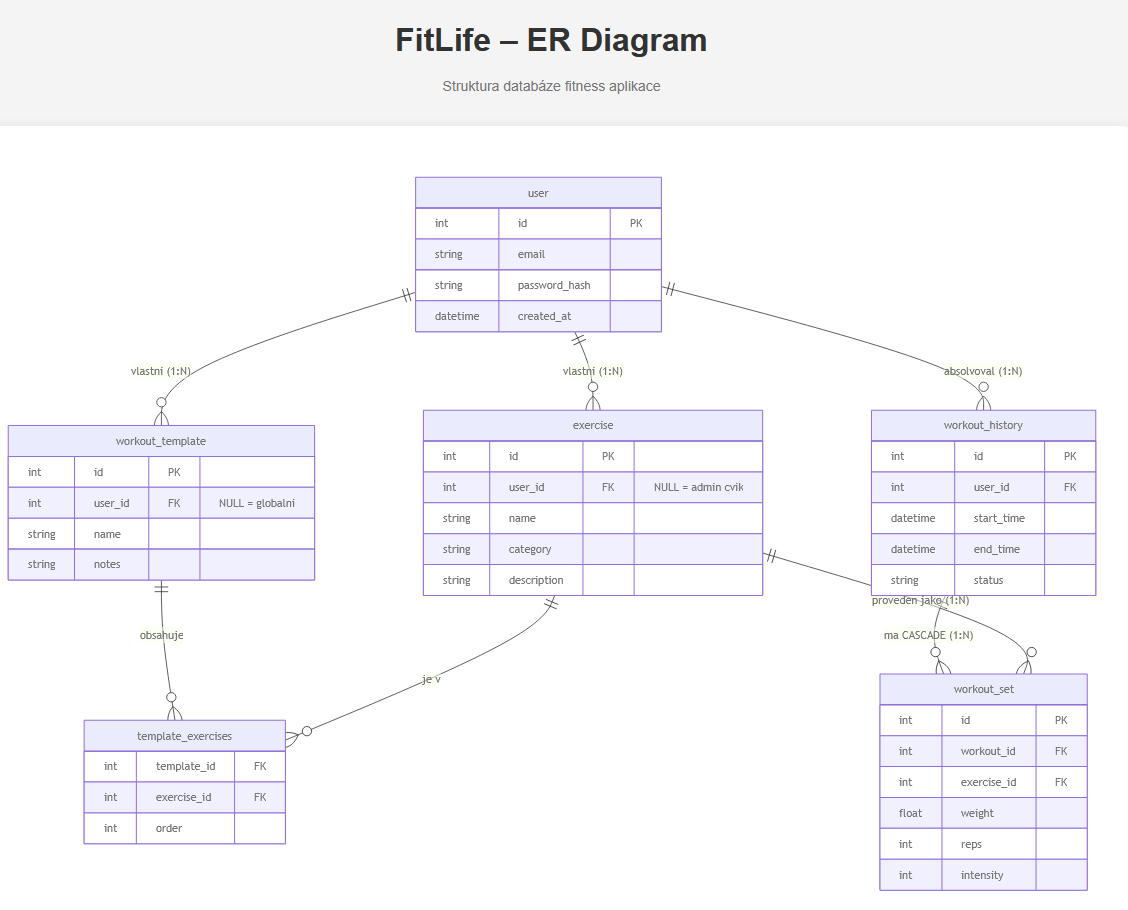 FitLife – ER Diagram
Struktura databáze fitness aplikace
user
int id PK
string email
string password_hash
datetime created_at
vlastni (1:N)
vlastni (1:N)
absolvoval (1:N)
workout_template
int id PK
int user_id FK NULL = globalni
string name
string notes
exercise
int id PK
int user_id FK NULL = admin cvik
string name
string category
string description
workout_history
int id PK
int user_id FK
datetime start_time
datetime end_time
string status
proveden jako (1:N)
obsahuje
ma CASCADE (1:N)
je v
template_exercises
int template_id FK
int exercise_id FK
int order
workout_set
int id PK
int workout_id FK
int exercise_id FK
float weight
int reps
int intensity